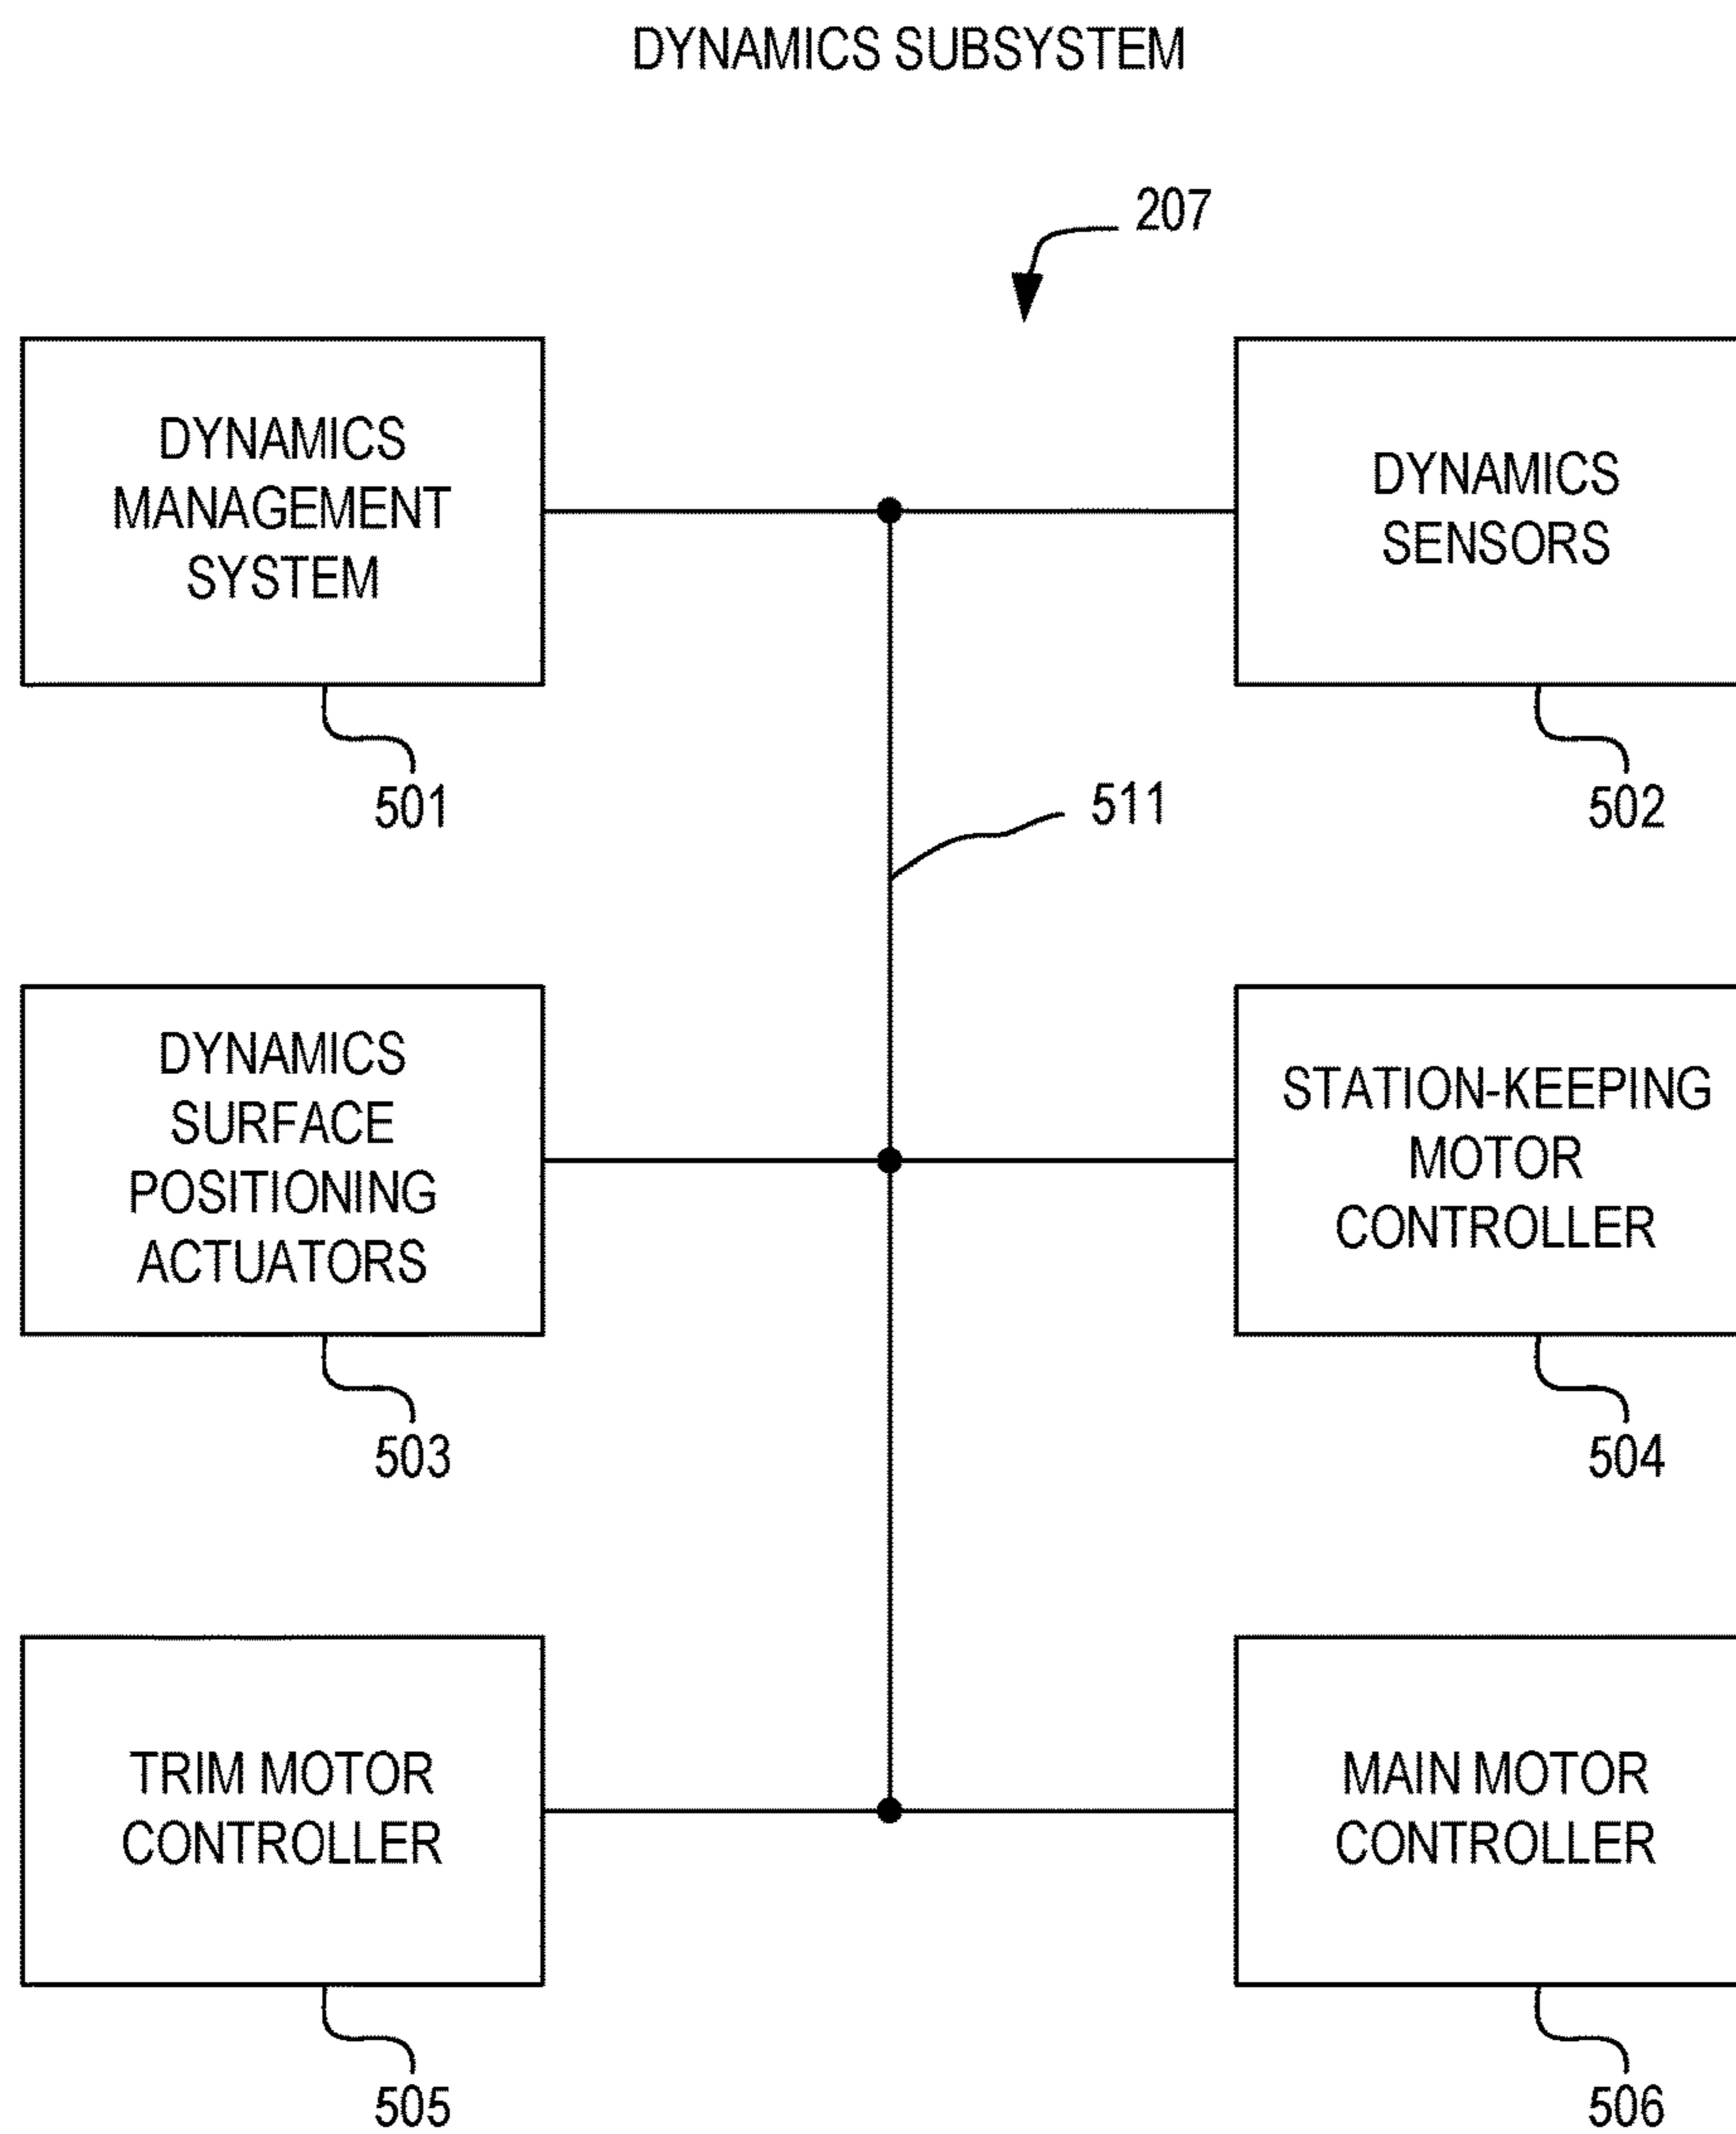 DYNAMICS SUBSYSTEM
207
DYNAMICS
MANAGEMENT
SYSTEM
501
DYNAMICS
SENSORS
502
511
DYNAMICS
SURFACE
POSITIONING
ACTUATORS
503
STATION-KEEPING
MOTOR
CONTROLLER
504
TRIM MOTOR
CONTROLLER
505
MAIN MOTOR
CONTROLLER
506